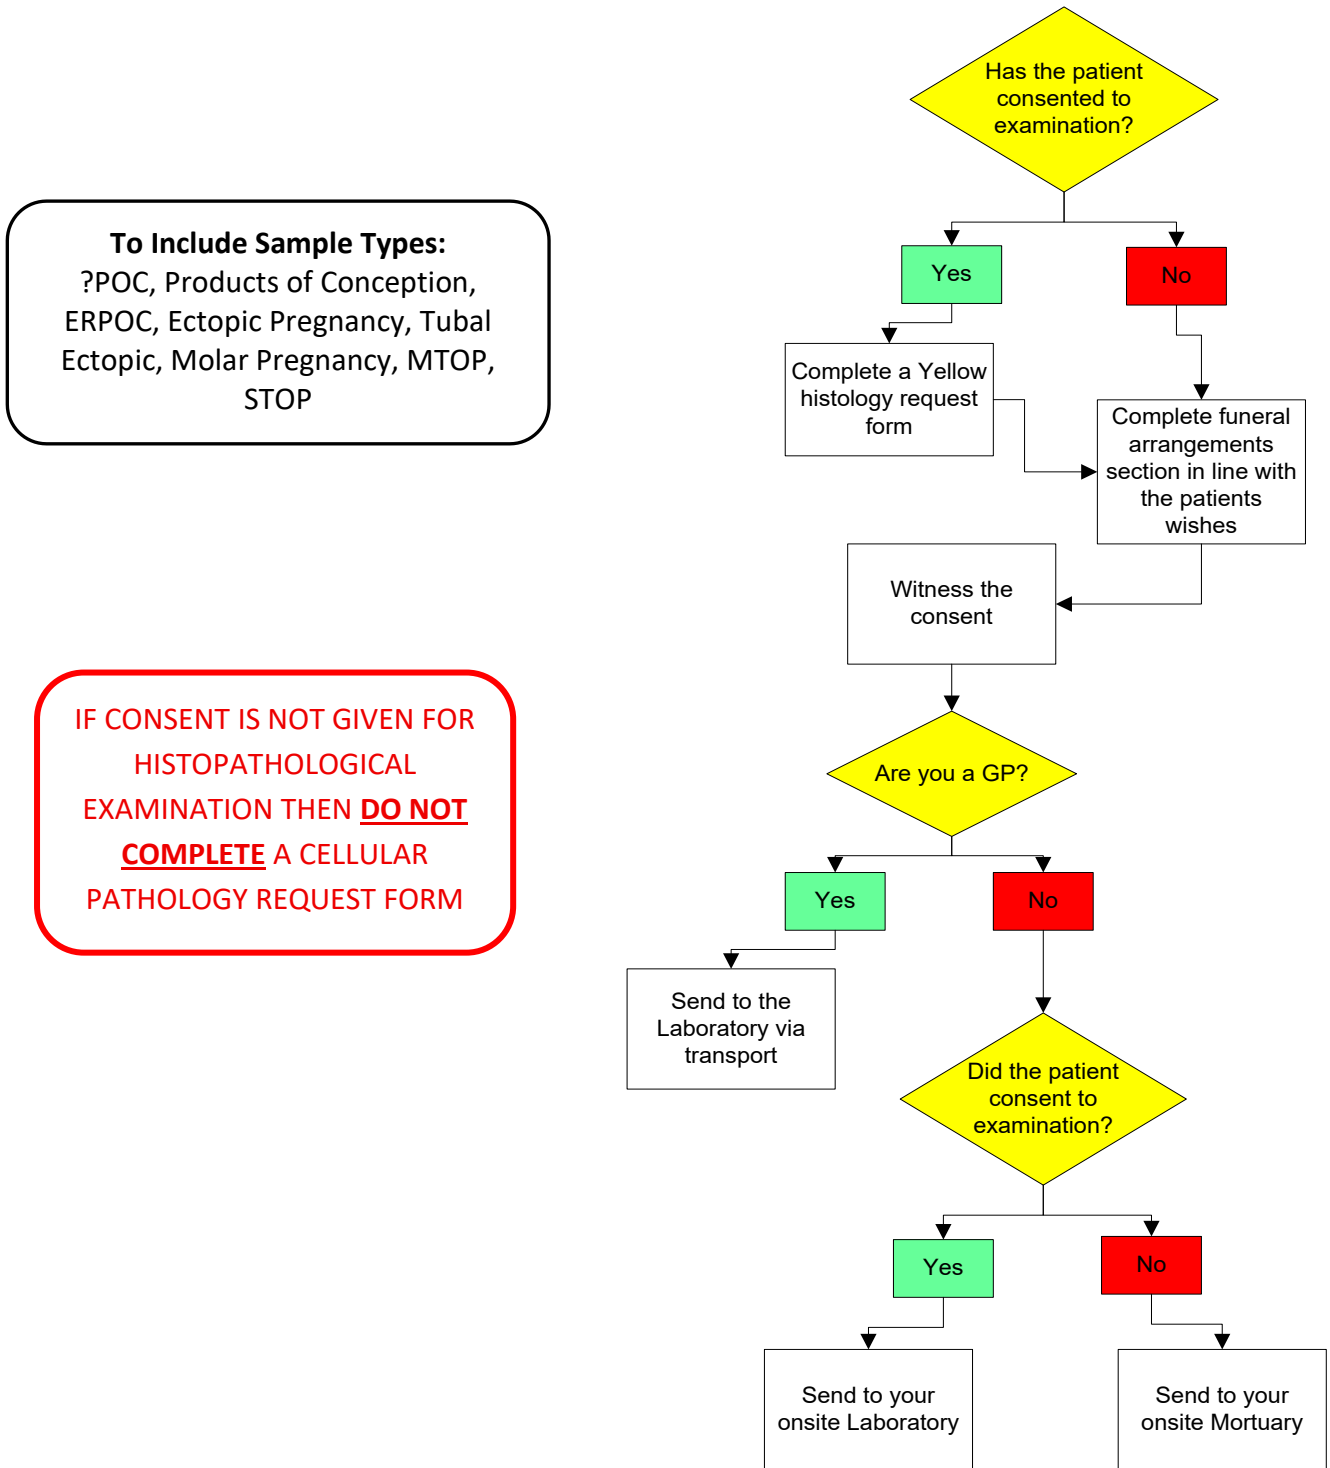 Has the patient
consented to
examination?
To Include Sample Types:
?POC, Products of Conception,
ERPOC, Ectopic Pregnancy, Tubal
Ectopic, Molar Pregnancy, MTOP,
STOP
Yes
No
Complete a Yellow
histology request
form
Complete funeral
arrangements
section in line with
the patients
wishes
Witness the
consent
IF CONSENT IS NOT GIVEN FOR
HISTOPATHOLOGICAL
EXAMINATION THEN DO NOT
COMPLETE A CELLULAR
PATHOLOGY REQUEST FORM
Are you a GP?
Yes
No
Send to the
Laboratory via
transport
Did the patient
consent to
examination?
Yes
No
Send to your
onsite Laboratory
Send to your
onsite Mortuary